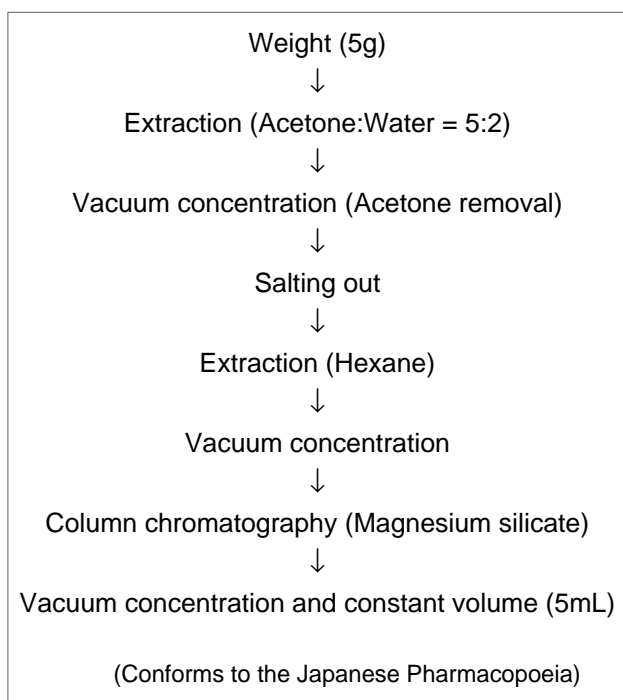 Weight (5g)
↓
Extraction (Acetone:Water = 5:2)
↓
Vacuum concentration (Acetone removal)
↓
Salting out
↓
Extraction (Hexane)
↓
Vacuum concentration
↓
Column chromatography (Magnesium silicate)
↓
Vacuum concentration and constant volume (5mL)
(Conforms to the Japanese Pharmacopoeia)